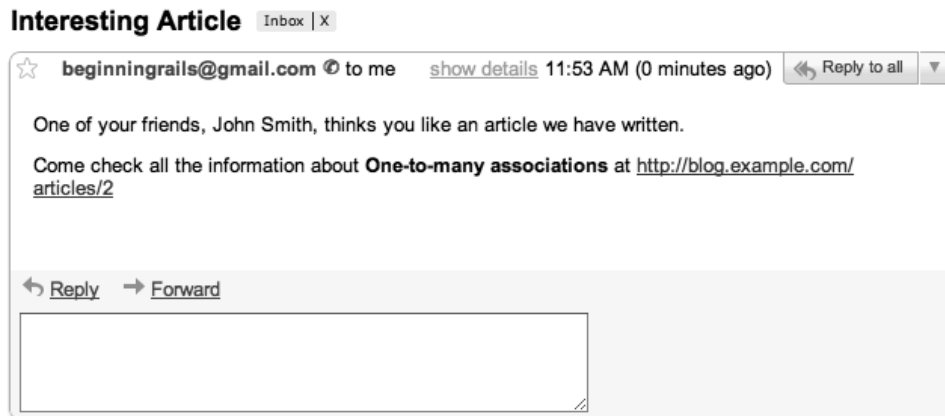 Interesting Article Inbox | X
beginningrails@gmail.com to me show details 11:53 AM (0 minutes ago) Reply to all
One of your friends, John Smith, thinks you like an article we have written.
Come check all the information about One-to-many associations at http://blog.example.com/
articles/2
Reply Forward